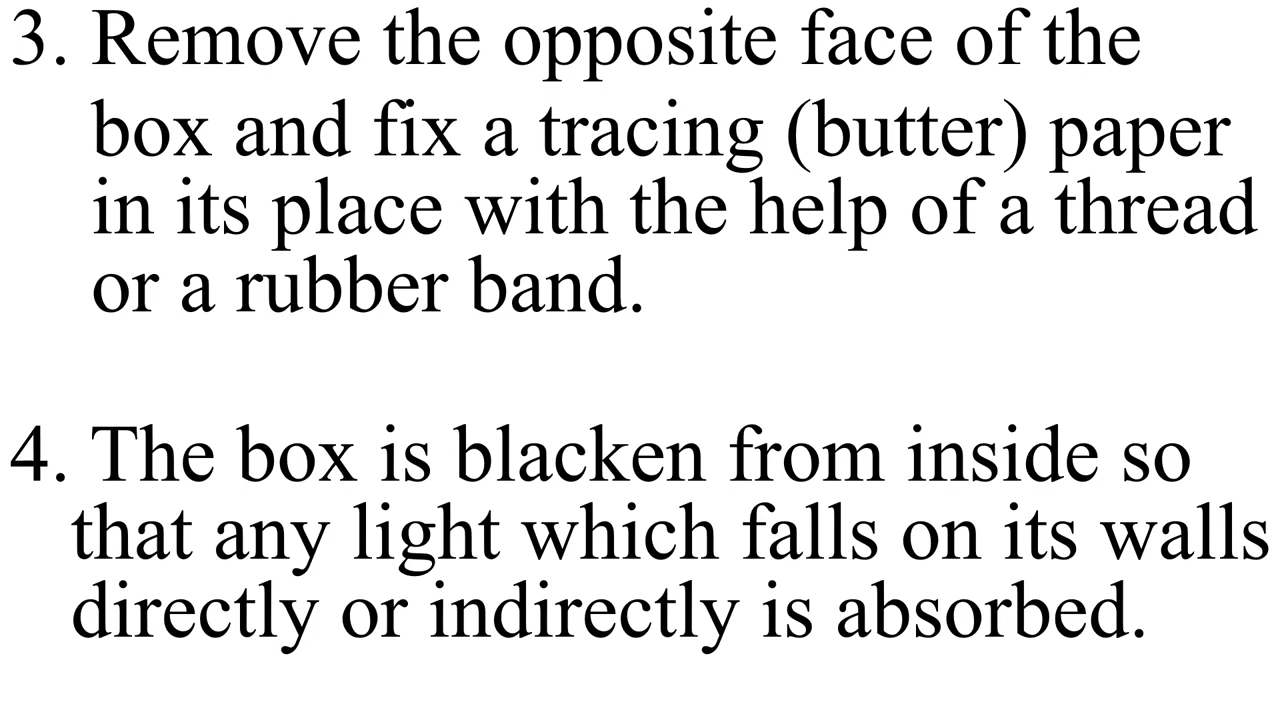 3. Remove the opposite face of the
box and fix a tracing (butter) paper
in its place with the help of a thread
or a rubber band.
4. The box is blacken from inside so
that any light which falls on its walls
directly or indirectly is absorbed.